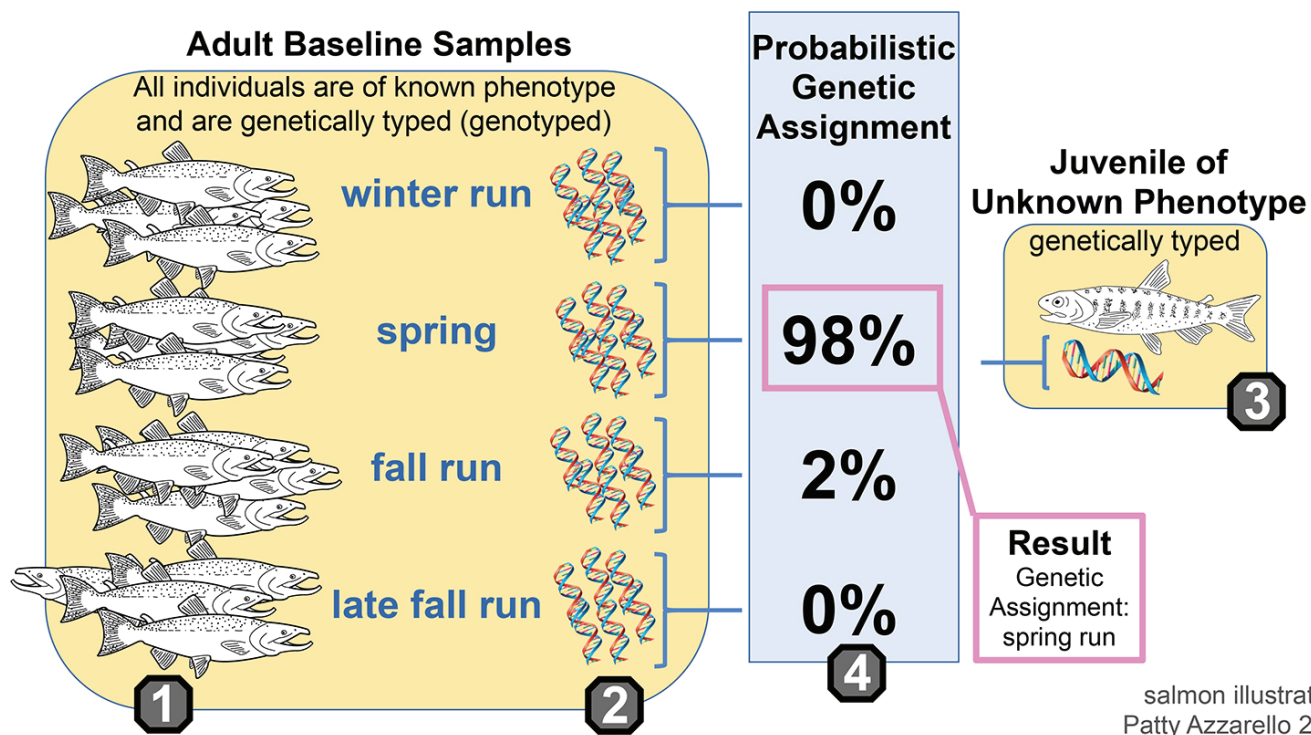 Adult Baseline Samples
All individuals are of known phenotype
and are genetically typed (genotyped)
winter run
spring
fall run
late fall run
1
2
Probabilistic
Genetic
Assignment
0%
98%
2%
0%
4
Juvenile of
Unknown Phenotype
genetically typed
3
Result
Genetic
Assignment:
spring run
salmon illustrat
Patty Azzarello 2